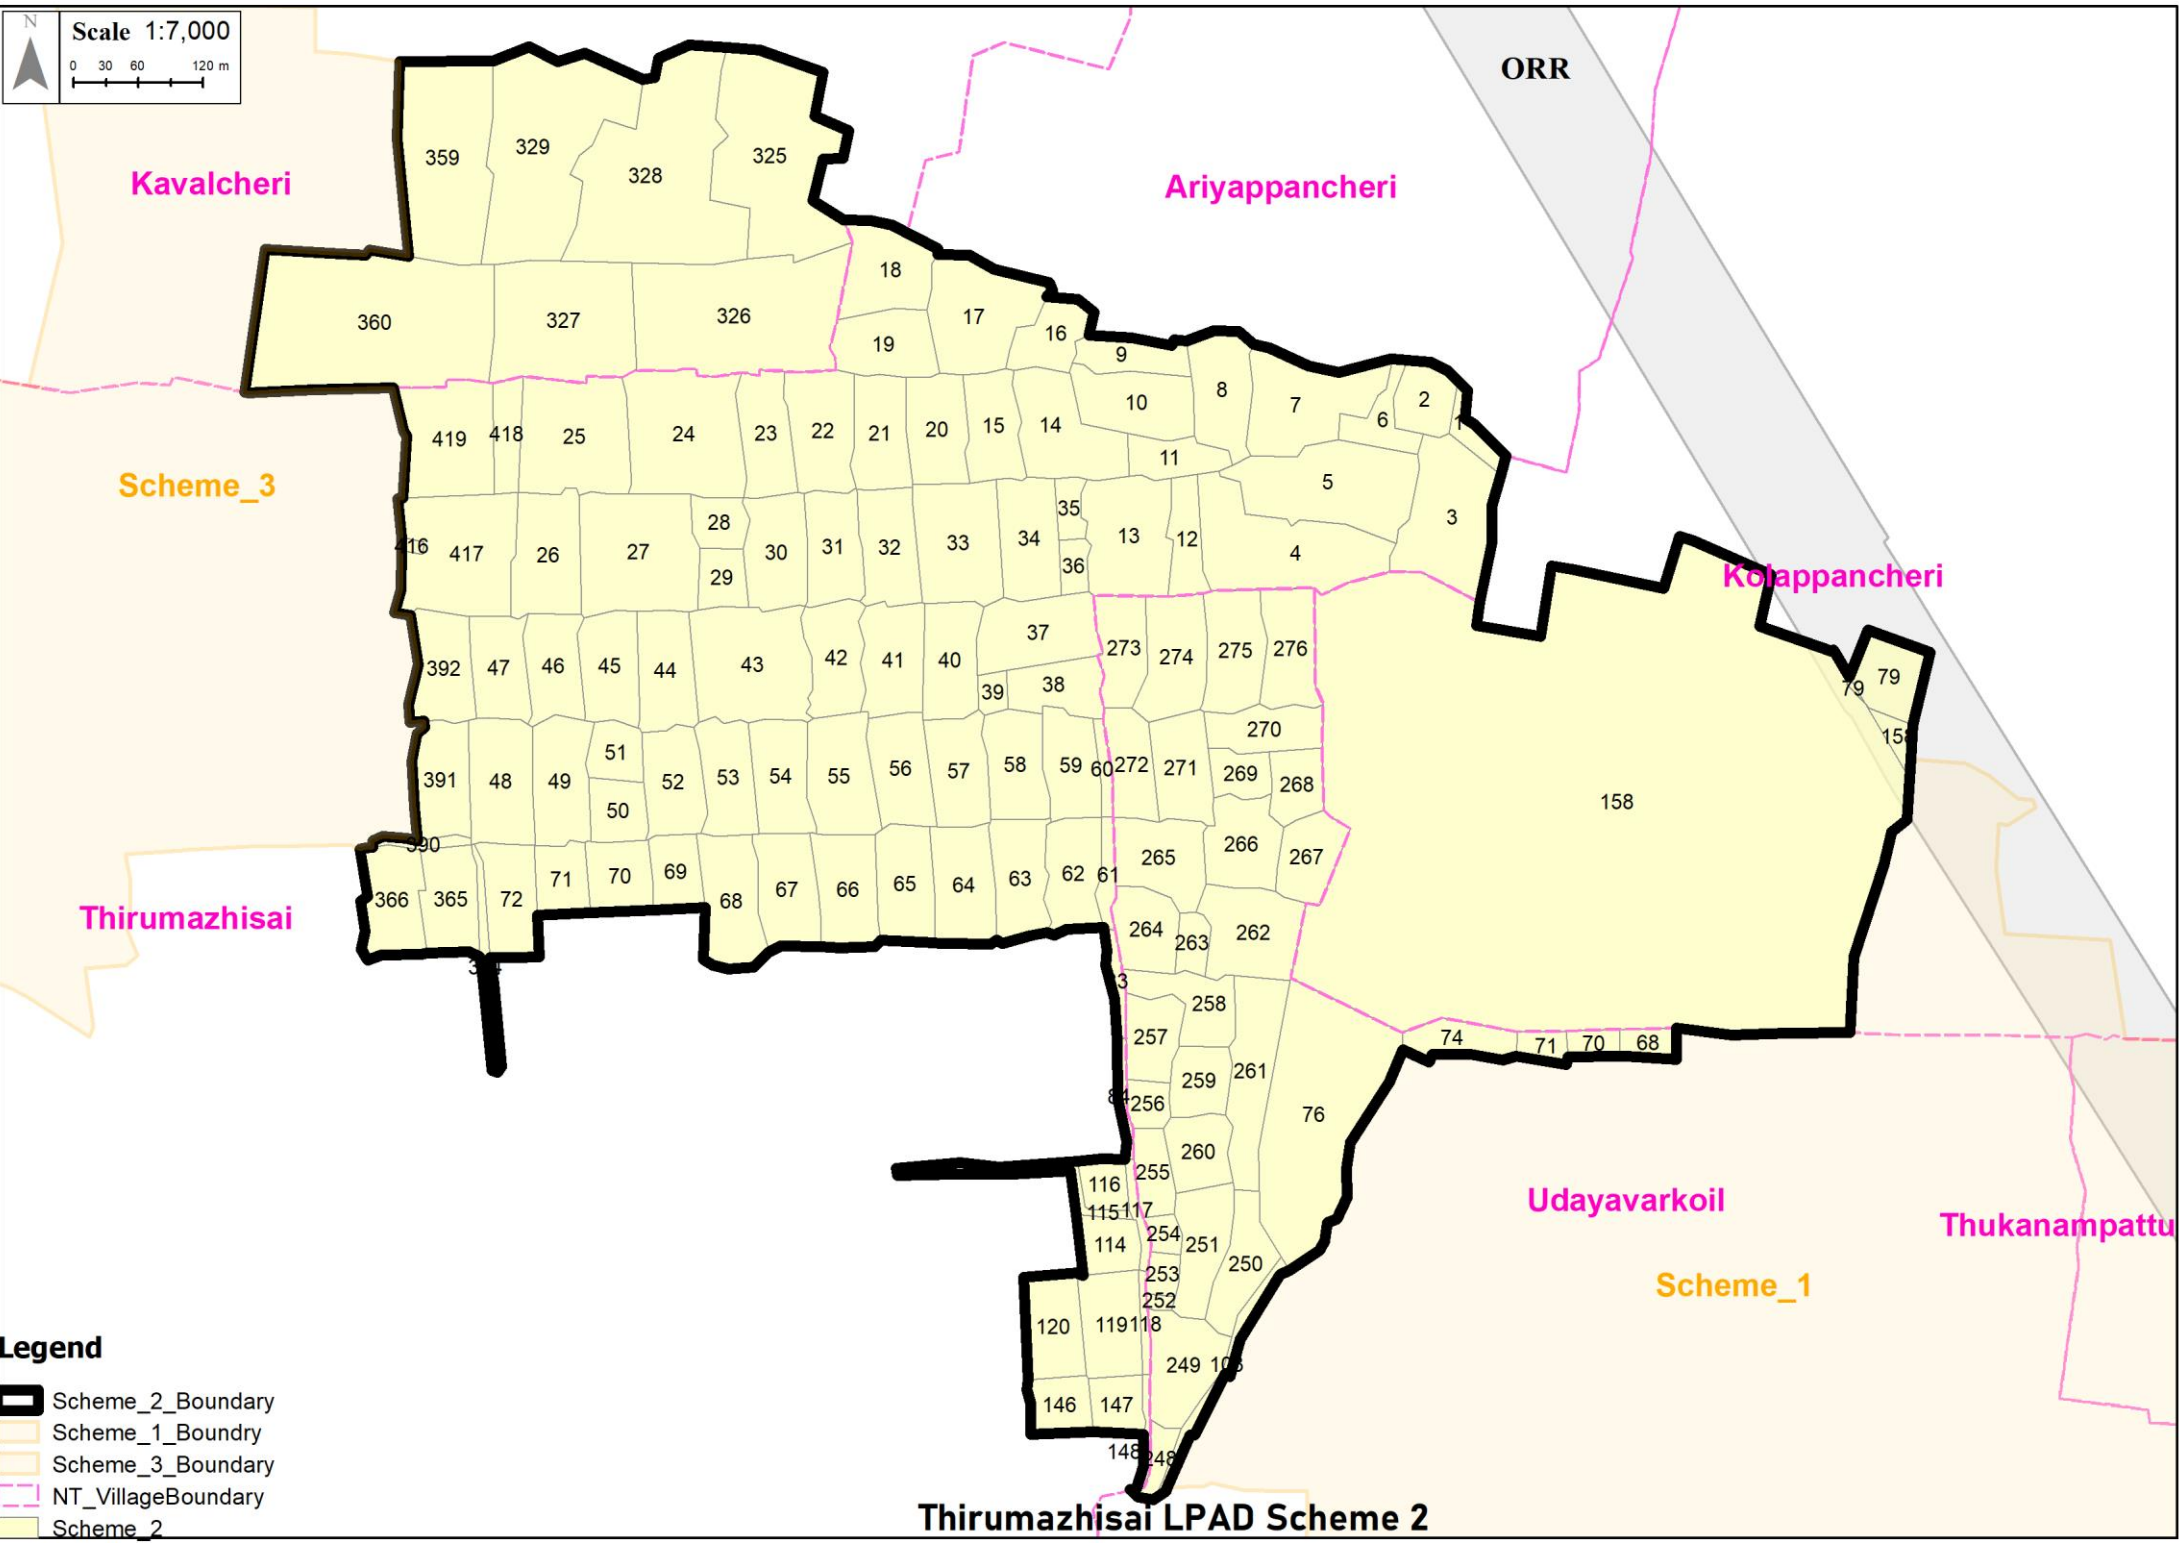 N
Scale 1:7,000
0 30 60 120 m
ORR
Kavalcheri
Ariyappancheri
359 329 328 325
18
360 327 326 17
19 16 9
10 8 7 6 2 1
419 418 25 24 23 22 21 20 15 14
11
5
3
28 35
416 417 26 27 30 31 32 33 34 13 12 4
29 36
Scheme_3
Kolappancheri
37
392 47 46 45 44 43 42 41 40 273 274 275 276
39 38
79 79
158
51 270
391 48 49 52 53 54 55 56 57 58 59 60 272 271 269 268
50
158
390 265 266 267
366 365 72 71 70 69 68 67 66 65 64 63 62 61
Thirumazhisai
264 263 262
258
257 74 71 70 68
259 261
84 256
76
260
116 255
115 117
114 254 251
253 250
252
120 119 118
249
146 147
148 248
Udayavarkoil
Thukanampattu
Scheme_1
Legend
Scheme_2_Boundary
Scheme_1_Boundry
Scheme_3_Boundary
NT_VillageBoundary
Scheme_2
Thirumazhisai LPAD Scheme 2